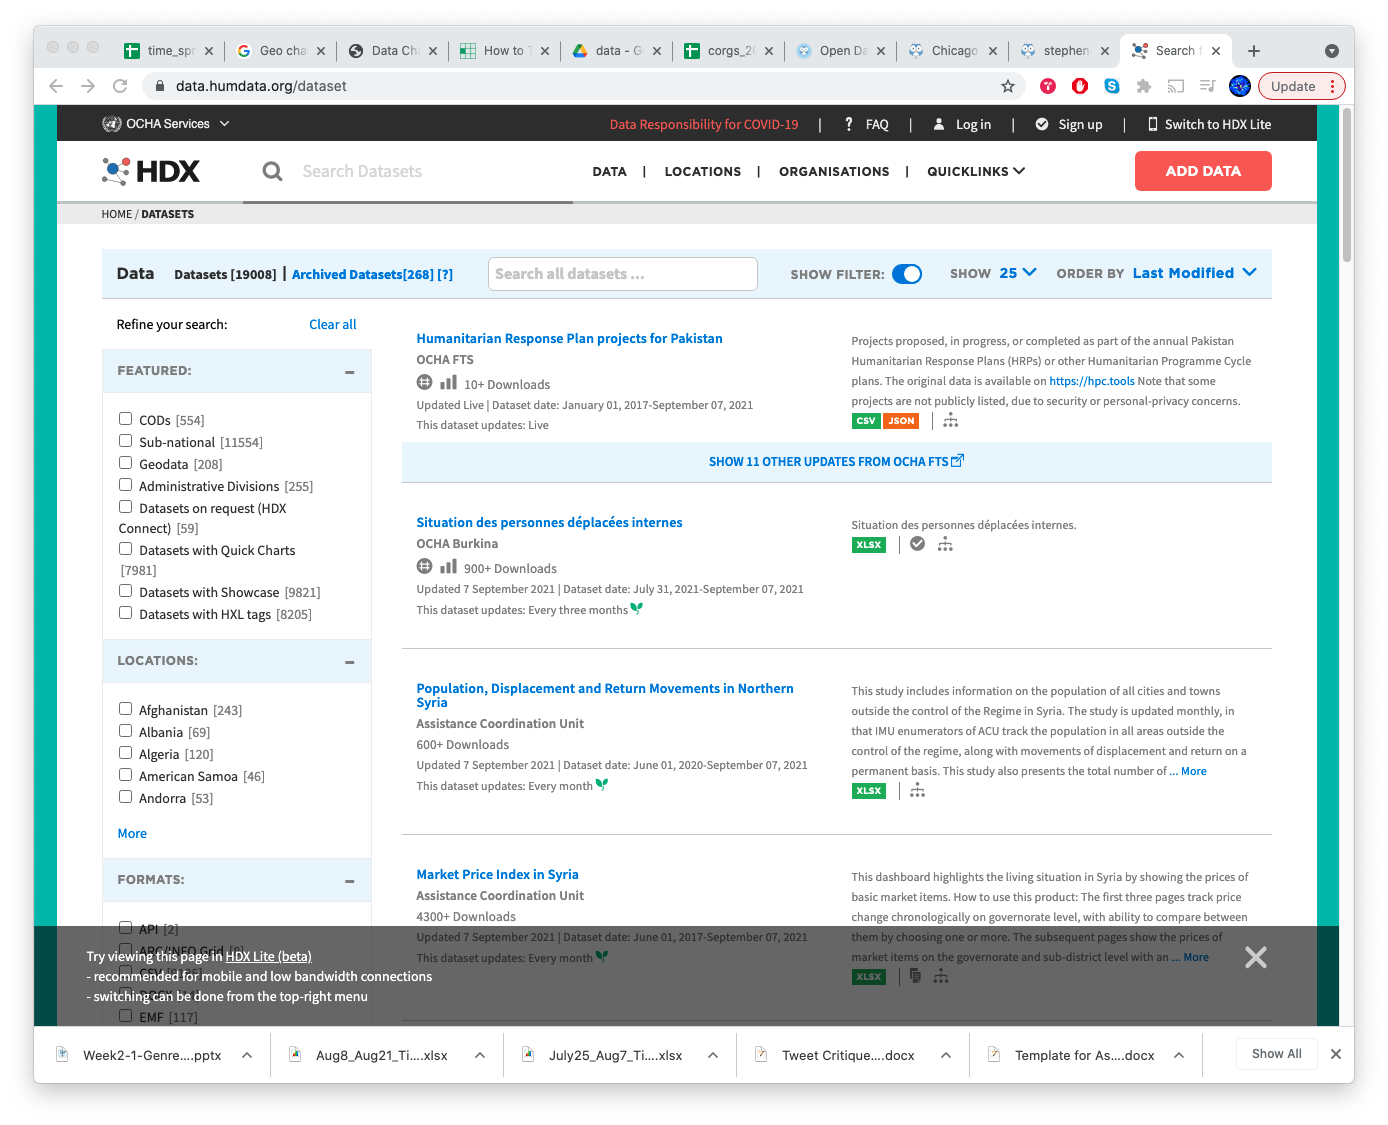 time_spr
Geo cha
Data Ch
How to T
data - G
corgs_20
Open Da
Chicago
stephen-
Search f
data.humdata.org/dataset
Update
OCHA Services
Data Responsibility for COVID-19 | ? FAQ | Log in | Sign up | Switch to HDX Lite
HDX
Search Datasets
DATA | LOCATIONS | ORGANISATIONS | QUICKLINKS
ADD DATA
HOME / DATASETS
Data Datasets [19008] | Archived Datasets[268] [?]
Search all datasets ...
SHOW FILTER:
SHOW 25
ORDER BY Last Modified
Refine your search: Clear all
FEATURED:
CODs [554]
Sub-national [11554]
Geodata [208]
Administrative Divisions [255]
Datasets on request (HDX
Connect) [59]
Datasets with Quick Charts
[7981]
Datasets with Showcase [9821]
Datasets with HXL tags [8205]
LOCATIONS:
Afghanistan [243]
Albania [69]
Algeria [120]
American Samoa [46]
Andorra [53]
More
FORMATS:
API [2]
EMF [117]
Humanitarian Response Plan projects for Pakistan
OCHA FTS
10+ Downloads
Updated Live | Dataset date: January 01, 2017-September 07, 2021
This dataset updates: Live
Projects proposed, in progress, or completed as part of the annual Pakistan
Humanitarian Response Plans (HRPs) or other Humanitarian Programme Cycle
plans. The original data is available on https://hpc.tools Note that some
projects are not publicly listed, due to security or personal-privacy concerns.
CSV JSON
SHOW 11 OTHER UPDATES FROM OCHA FTS
Situation des personnes déplacées internes
OCHA Burkina
900+ Downloads
Updated 7 September 2021 | Dataset date: July 31, 2021-September 07, 2021
This dataset updates: Every three months
Situation des personnes déplacées internes.
XLSX
Population, Displacement and Return Movements in Northern
Syria
Assistance Coordination Unit
600+ Downloads
Updated 7 September 2021 | Dataset date: June 01, 2020-September 07, 2021
This dataset updates: Every month
This study includes information on the population of all cities and towns
outside the control of the Regime in Syria. The study is updated monthly, in
that IMU enumerators of ACU track the population in all areas outside the
control of the regime, along with movements of displacement and return on a
permanent basis. This study also presents the total number of ... More
XLSX
Market Price Index in Syria
Assistance Coordination Unit
4300+ Downloads
Updated 7 September 2021 | Dataset date: June 01, 2017-September 07, 2021
This dataset updates: Every month
This dashboard highlights the living situation in Syria by showing the prices of
basic market items. How to use this product: The first three pages track price
change chronologically on governorate level, with ability to compare between
them by choosing one or more. The subsequent pages show the prices of
market items on the governorate and sub-district level with an ... More
XLSX
Try viewing this page in HDX Lite (beta)
- recommended for mobile and low bandwidth connections
- switching can be done from the top-right menu
Week2-1-Genre....pptx
Aug8_Aug21_Ti....xlsx
July25_Aug7_Ti....xlsx
Tweet Critique....docx
Template for As....docx
Show All